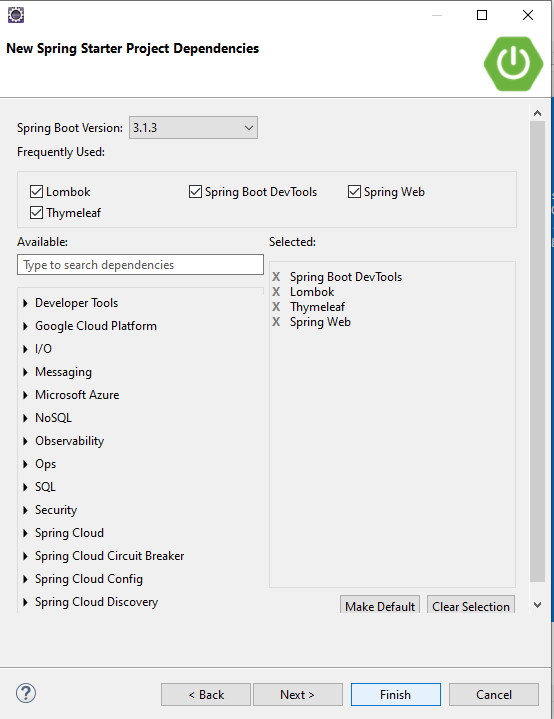 New Spring Starter Project Dependencies
Spring Boot Version: 3.1.3
Frequently Used:
Lombok Spring Boot DevTools Spring Web
Thymeleaf
Available: Selected:
Type to search dependencies
X Spring Boot DevTools
X Lombok
X Thymeleaf
X Spring Web
Developer Tools
Google Cloud Platform
I/O
Messaging
Microsoft Azure
NoSQL
Observability
Ops
SQL
Security
Spring Cloud
Spring Cloud Circuit Breaker
Spring Cloud Config
Spring Cloud Discovery
Make Default Clear Selection
? < Back Next > Finish Cancel